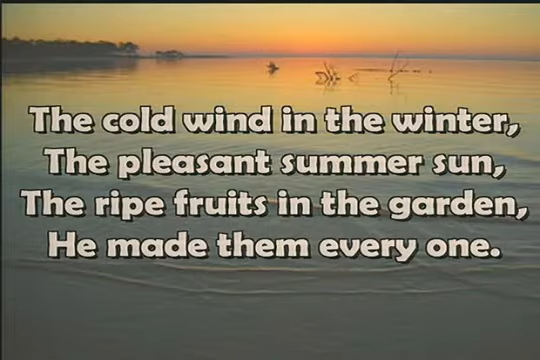 The cold wind in the winter,
The pleasant summer sun,
The ripe fruits in the garden,
He made them every one.